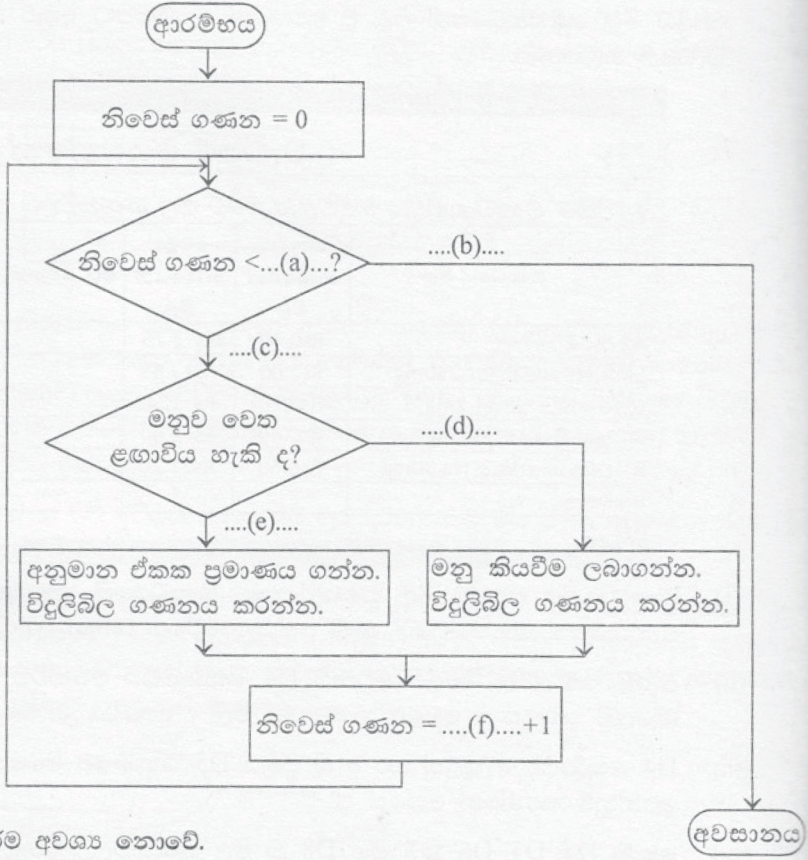 ආරම්භය
නිවෙස් ගණන = 0
නිවෙස් ගණන <...(a)...?
....(b)....
....(c)....
මනුව වෙත
ළඟාවිය හැකි ද?
....(d)....
....(e)....
අනුමාන ඒකක ප්‍රමාණය ගන්න.
විදුලිබිල ගණනය කරන්න.
මනු කියවීම ලබාගන්න.
විදුලිබිල ගණනය කරන්න.
නිවෙස් ගණන = ....(f)....+1
අවසානය
ම අවශ්‍ය නොවේ.